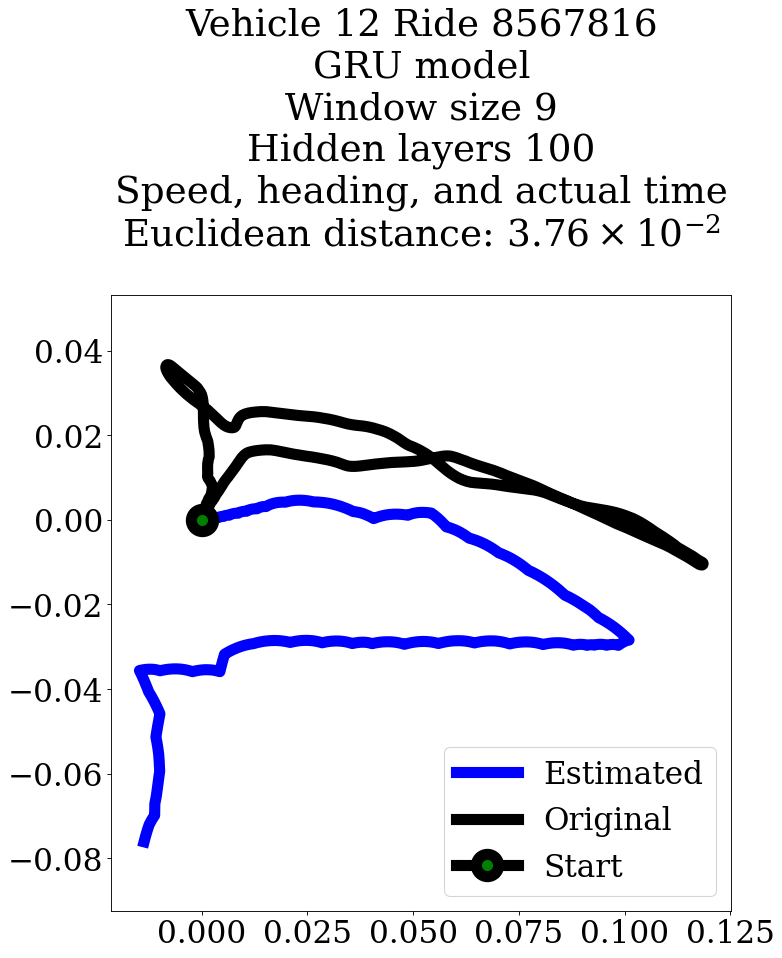 Vehicle 12 Ride 8567816
GRU model
Window size 9
Hidden layers 100
Speed, heading, and actual time
Euclidean distance: 3.76 × 10⁻²
0.04
0.02
0.00
−0.02
−0.04
−0.06
−0.08
Estimated
Original
Start
0.000 0.025 0.050 0.075 0.100 0.125